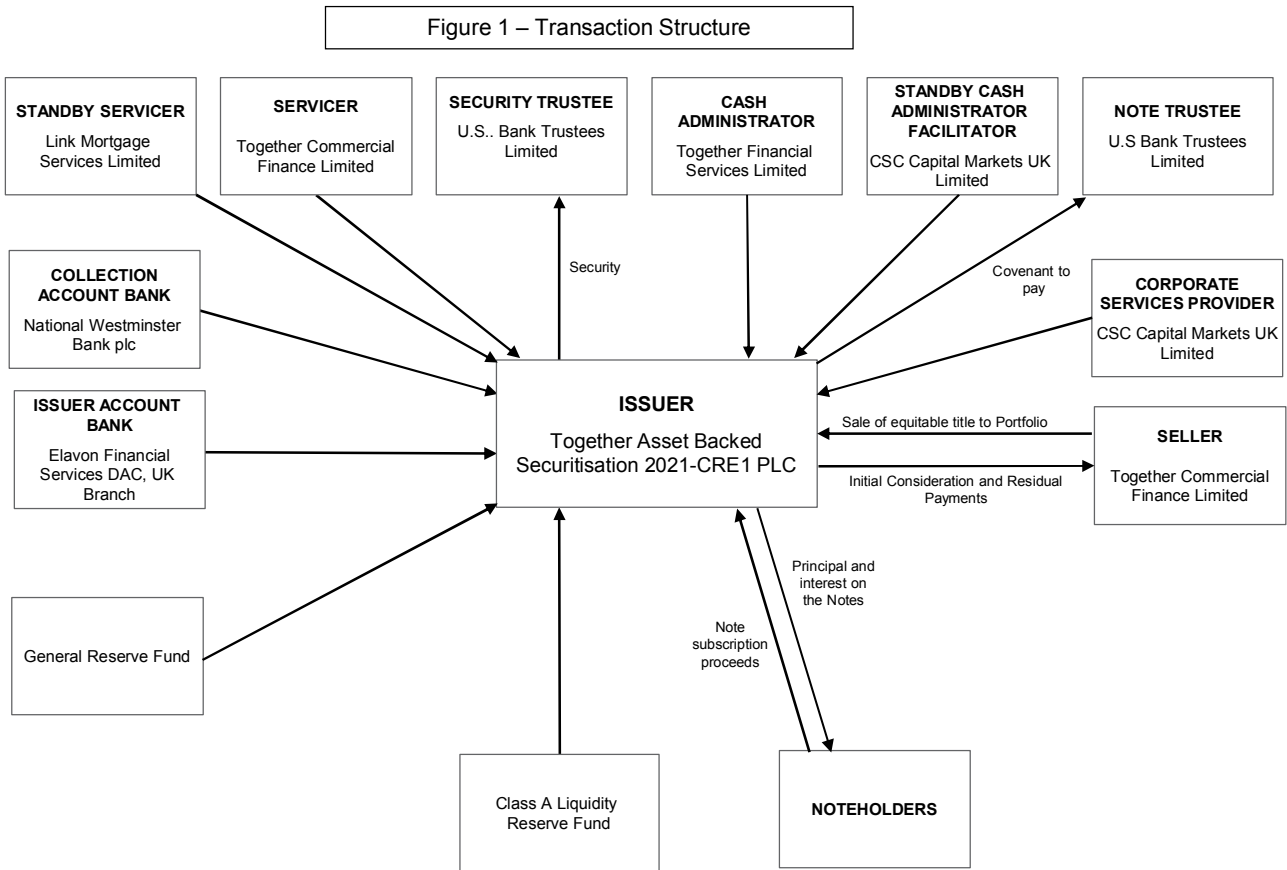 Figure 1 – Transaction Structure
STANDBY SERVICER
Link Mortgage
Services Limited
SERVICER
Together Commercial
Finance Limited
SECURITY TRUSTEE
U.S.. Bank Trustees
Limited
CASH
ADMINISTRATOR
Together Financial
Services Limited
STANDBY CASH
ADMINISTRATOR
FACILITATOR
CSC Capital Markets UK
Limited
NOTE TRUSTEE
U.S Bank Trustees
Limited
Security
Covenant to
pay
COLLECTION
ACCOUNT BANK
National Westminster
Bank plc
CORPORATE
SERVICES PROVIDER
CSC Capital Markets UK
Limited
ISSUER ACCOUNT
BANK
Elavon Financial
Services DAC, UK
Branch
ISSUER
Together Asset Backed
Securitisation 2021-CRE1 PLC
Sale of equitable title to Portfolio
Initial Consideration and Residual
Payments
SELLER
Together Commercial
Finance Limited
Principal and
interest on
the Notes
Note
subscription
proceeds
General Reserve Fund
Class A Liquidity
Reserve Fund
NOTEHOLDERS